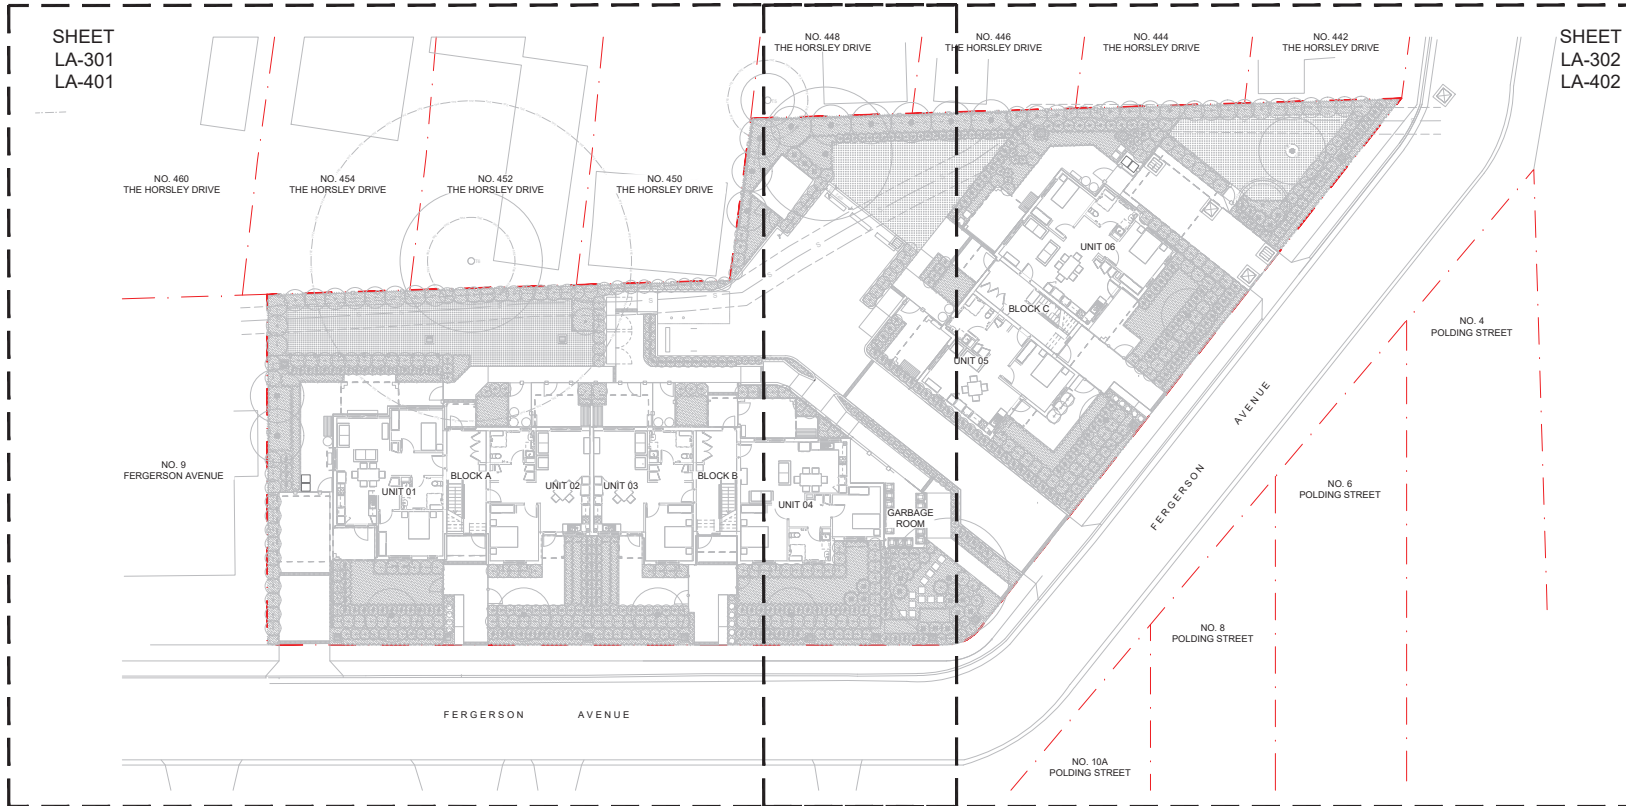 SHEET
LA-301
LA-401
NO. 448
THE HORSLEY DRIVE
NO. 446
THE HORSLEY DRIVE
NO. 444
THE HORSLEY DRIVE
NO. 442
THE HORSLEY DRIVE
SHEET
LA-302
LA-402
NO. 460
THE HORSLEY DRIVE
NO. 454
THE HORSLEY DRIVE
NO. 452
THE HORSLEY DRIVE
NO. 450
THE HORSLEY DRIVE
UNIT 06
BLOCK C
UNIT 05
NO. 4
POLDING STREET
NO. 9
FERGERSON AVENUE
UNIT 01
BLOCK A
UNIT 02
UNIT 03
BLOCK B
UNIT 04
GARBAGE
ROOM
FERGERSON AVENUE
NO. 6
POLDING STREET
NO. 8
POLDING STREET
FERGERSON AVENUE
NO. 10A
POLDING STREET